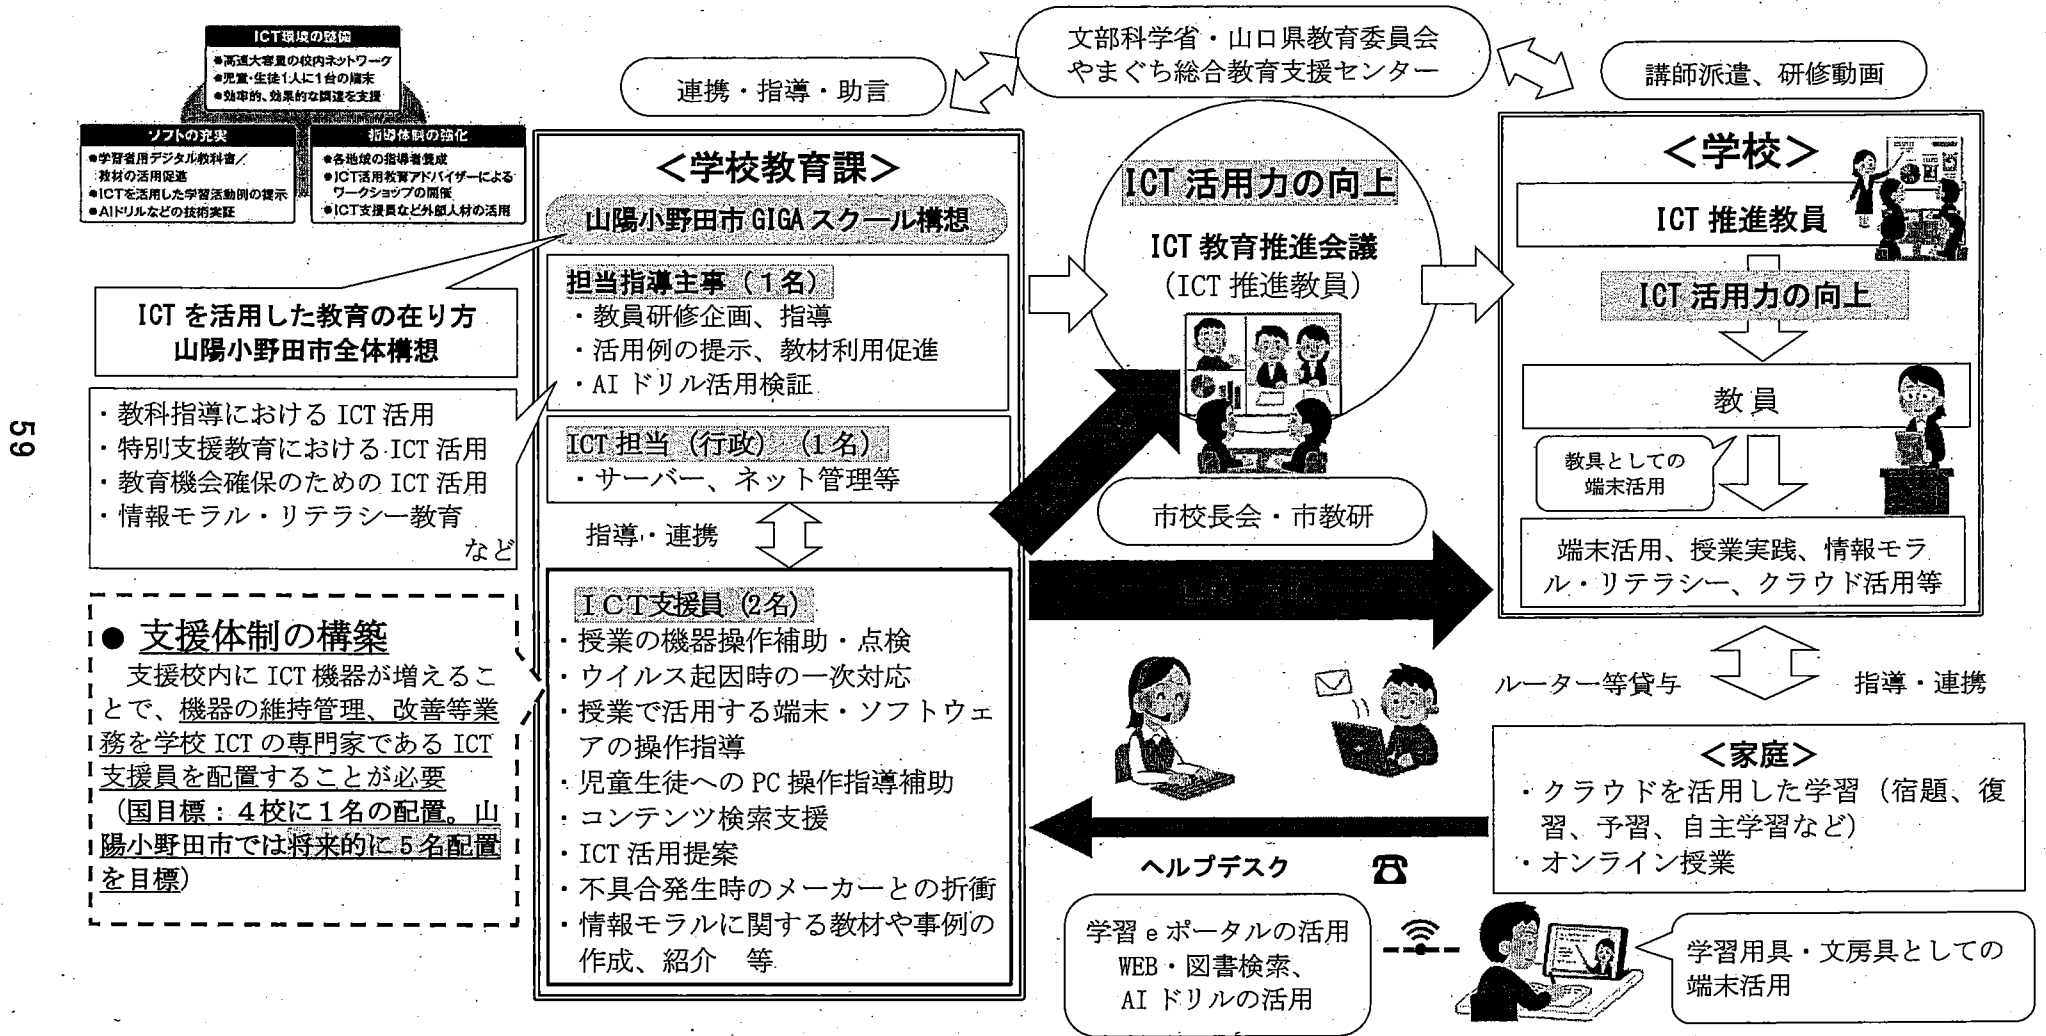 ICT環境の整備
●高速大容量の校内ネットワーク
●児童・生徒1人に1台の端末
●効率的、効果的な調達を支援
ソフトの充実
●学習者用デジタル教科書／
教材の活用促進
●ICTを活用した学習活動例の提示
●AIドリルなどの技術実証
指導体制の強化
●各地域の指導者養成
●ICT活用教育アドバイザーによる
ワークショップの開催
●ICT支援員など外部人材の活用
ICTを活用した教育の在り方
山陽小野田市全体構想
・教科指導におけるICT活用
・特別支援教育におけるICT活用
・教育機会確保のためのICT活用
・情報モラル・リテラシー教育
など
● 支援体制の構築
支援校内にICT機器が増えるこ
とで、機器の維持管理、改善等業
務を学校ICTの専門家であるICT
支援員を配置することが必要
（国目標：４校に１名の配置。山
陽小野田市では将来的に５名配置
を目標）
59
連携・指導・助言
文部科学省・山口県教育委員会
やまぐち総合教育支援センター
講師派遣、研修動画
＜学校教育課＞
山陽小野田市GIGAスクール構想
担当指導主事（１名）
・教員研修企画、指導
・活用例の提示、教材利用促進
・AIドリル活用検証
ICT担当（行政）（１名）
・サーバー、ネット管理等
指導・連携
ＩＣＴ支援員（2名）
・授業の機器操作補助・点検
・ウイルス起因時の一次対応
・授業で活用する端末・ソフトウェ
アの操作指導
・児童生徒へのPC操作指導補助
・コンテンツ検索支援
・ICT活用提案
・不具合発生時のメーカーとの折衝
・情報モラルに関する教材や事例の
作成、紹介　等
ICT活用力の向上
ICT教育推進会議
（ICT推進教員）
市校長会・市教研
＜学校＞
ICT推進教員
ICT活用力の向上
教員
教具としての
端末活用
端末活用、授業実践、情報モラ
ル・リテラシー、クラウド活用等
ルーター等貸与
指導・連携
＜家庭＞
・クラウドを活用した学習（宿題、復
習、予習、自主学習など）
・オンライン授業
ヘルプデスク
学習eポータルの活用
WEB・図書検索、
AIドリルの活用
学習用具・文房具としての
端末活用